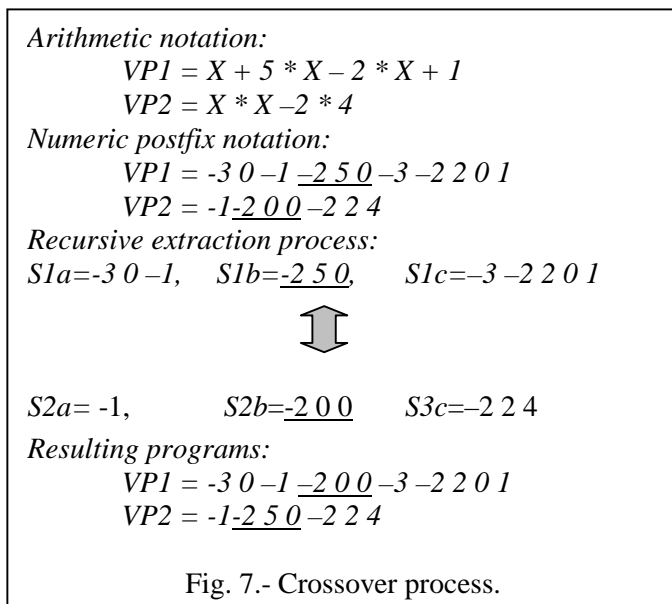 Arithmetic notation:
VP1 = X + 5 * X – 2 * X + 1
VP2 = X * X –2 * 4
Numeric postfix notation:
VP1 = -3 0 –1 –2 5 0 –3 –2 2 0 1
VP2 = -1-2 0 0 –2 2 4
Recursive extraction process:
S1a=-3 0 –1, S1b=-2 5 0, S1c=–3 –2 2 0 1
S2a= -1, S2b=-2 0 0 S3c=–2 2 4
Resulting programs:
VP1 = -3 0 –1 –2 0 0 –3 –2 2 0 1
VP2 = -1-2 5 0 –2 2 4
Fig. 7.- Crossover process.